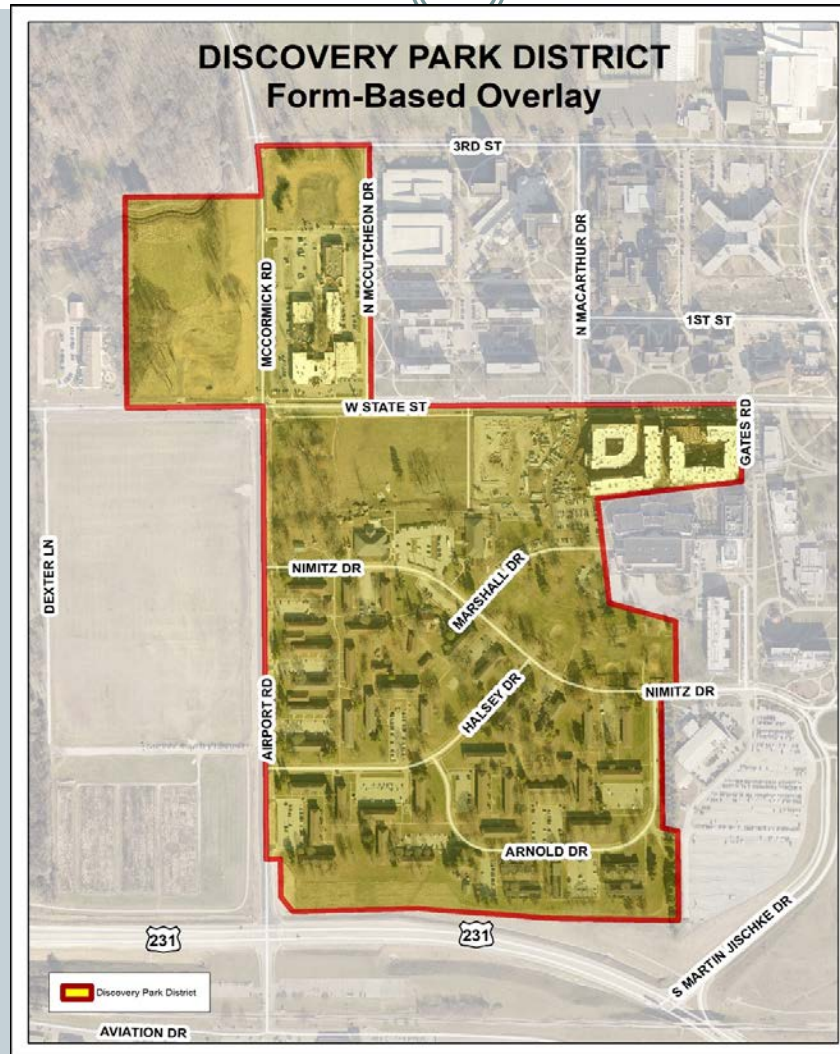 DISCOVERY PARK DISTRICT
Form-Based Overlay
3RD ST
N MCCUTCHEON DR
MCCORMICK RD
N MACARTHUR DR
1ST ST
W STATE ST
GATES RD
DEXTER LN
NIMITZ DR
MARSHALL DR
HALSEY DR
NIMITZ DR
AIRPORT RD
ARNOLD DR
231
231
S MARTIN JISCHKE DR
Discovery Park District
AVIATION DR